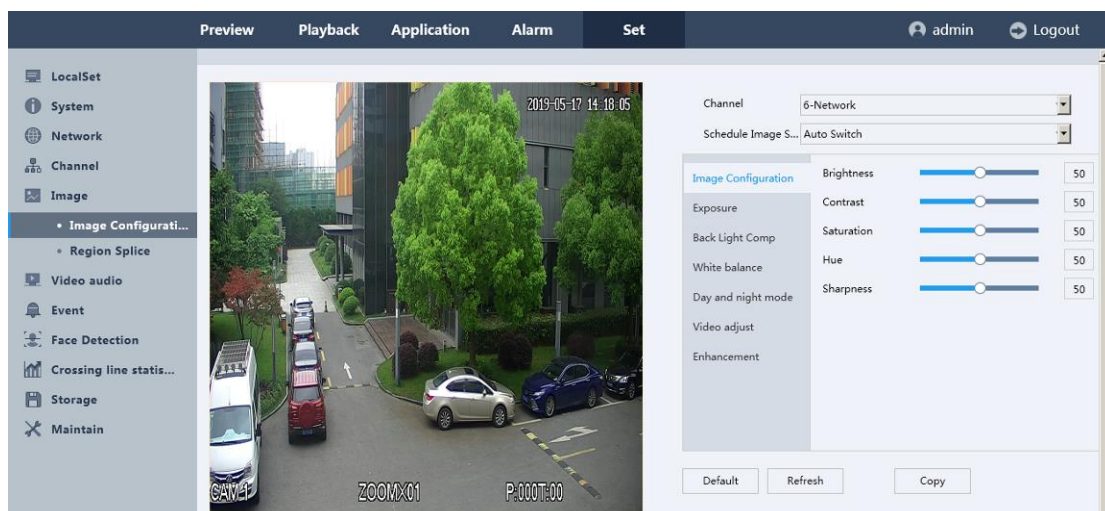 Preview Playback Application Alarm Set admin Logout
LocalSet
System
Network
Channel
Image
• Image Configurati...
• Region Splice
Video audio
Event
Face Detection
Crossing line statis...
Storage
Maintain
2019-05-17 14:18:05
CAM 1 ZOOMX01 P:000T:00
Channel 6-Network
Schedule Image S... Auto Switch
Image Configuration
Exposure
Back Light Comp
White balance
Day and night mode
Video adjust
Enhancement
Brightness 50
Contrast 50
Saturation 50
Hue 50
Sharpness 50
Default Refresh Copy